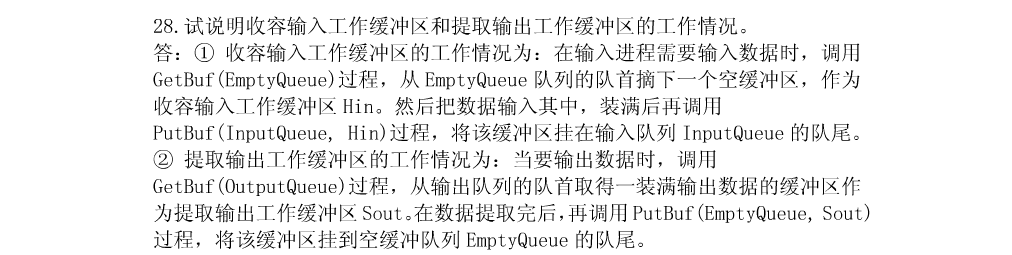 28.试说明收容输入工作缓冲区和提取输出工作缓冲区的工作情况。
答：① 收容输入工作缓冲区的工作情况为：在输入进程需要输入数据时，调用
GetBuf(EmptyQueue)过程，从 EmptyQueue 队列的队首摘下一个空缓冲区，作为
收容输入工作缓冲区 Hin。然后把数据输入其中，装满后再调用
PutBuf(InputQueue, Hin)过程，将该缓冲区挂在输入队列 InputQueue 的队尾。
② 提取输出工作缓冲区的工作情况为：当要输出数据时，调用
GetBuf(OutputQueue)过程，从输出队列的队首取得一装满输出数据的缓冲区作
为提取输出工作缓冲区 Sout。在数据提取完后，再调用 PutBuf(EmptyQueue, Sout)
过程，将该缓冲区挂到空缓冲队列 EmptyQueue 的队尾。